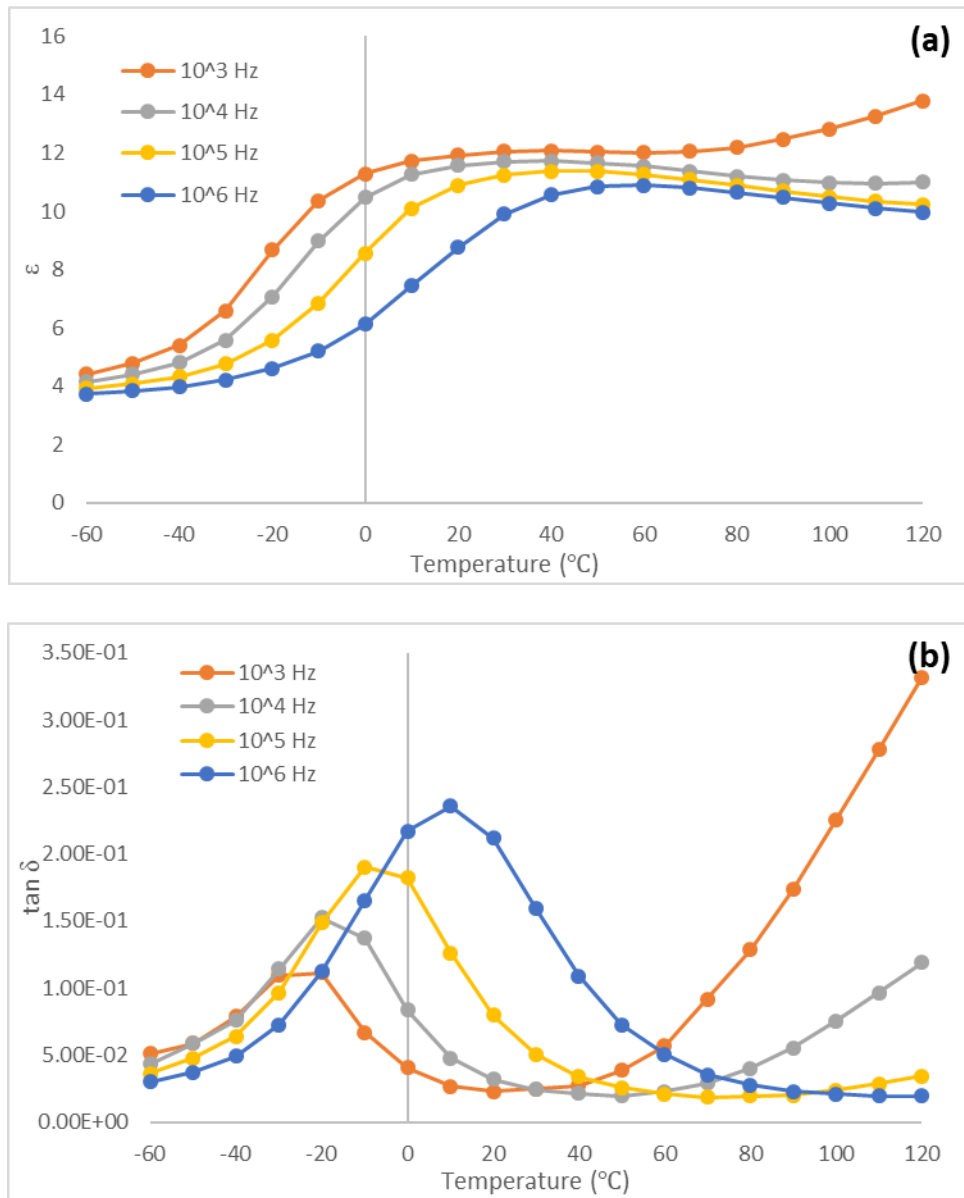 (a)
16
14
12
10
8
6
4
2
0
ε
10^3 Hz
10^4 Hz
10^5 Hz
10^6 Hz
-60 -40 -20 0 20 40 60 80 100 120
Temperature (°C)
(b)
3.50E-01
3.00E-01
2.50E-01
2.00E-01
1.50E-01
1.00E-01
5.00E-02
0.00E+00
tan δ
10^3 Hz
10^4 Hz
10^5 Hz
10^6 Hz
-60 -40 -20 0 20 40 60 80 100 120
Temperature (°C)